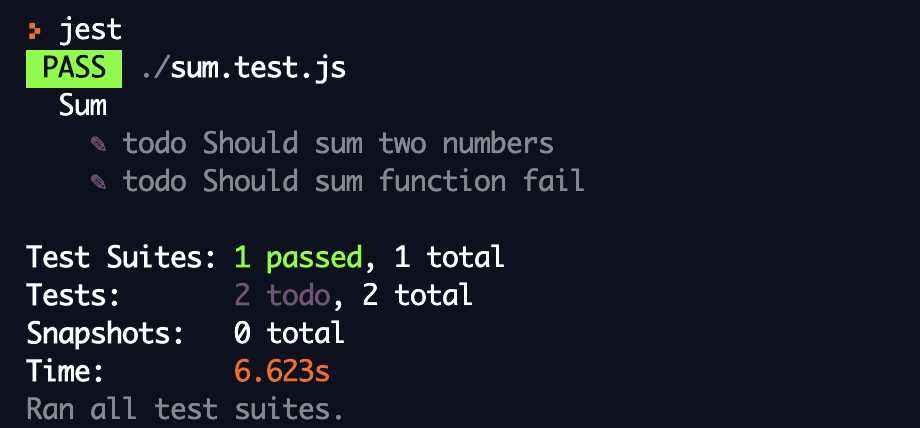 › jest
PASS ./sum.test.js
Sum
✎ todo Should sum two numbers
✎ todo Should sum function fail
Test Suites: 1 passed, 1 total
Tests: 2 todo, 2 total
Snapshots: 0 total
Time: 6.623s
Ran all test suites.